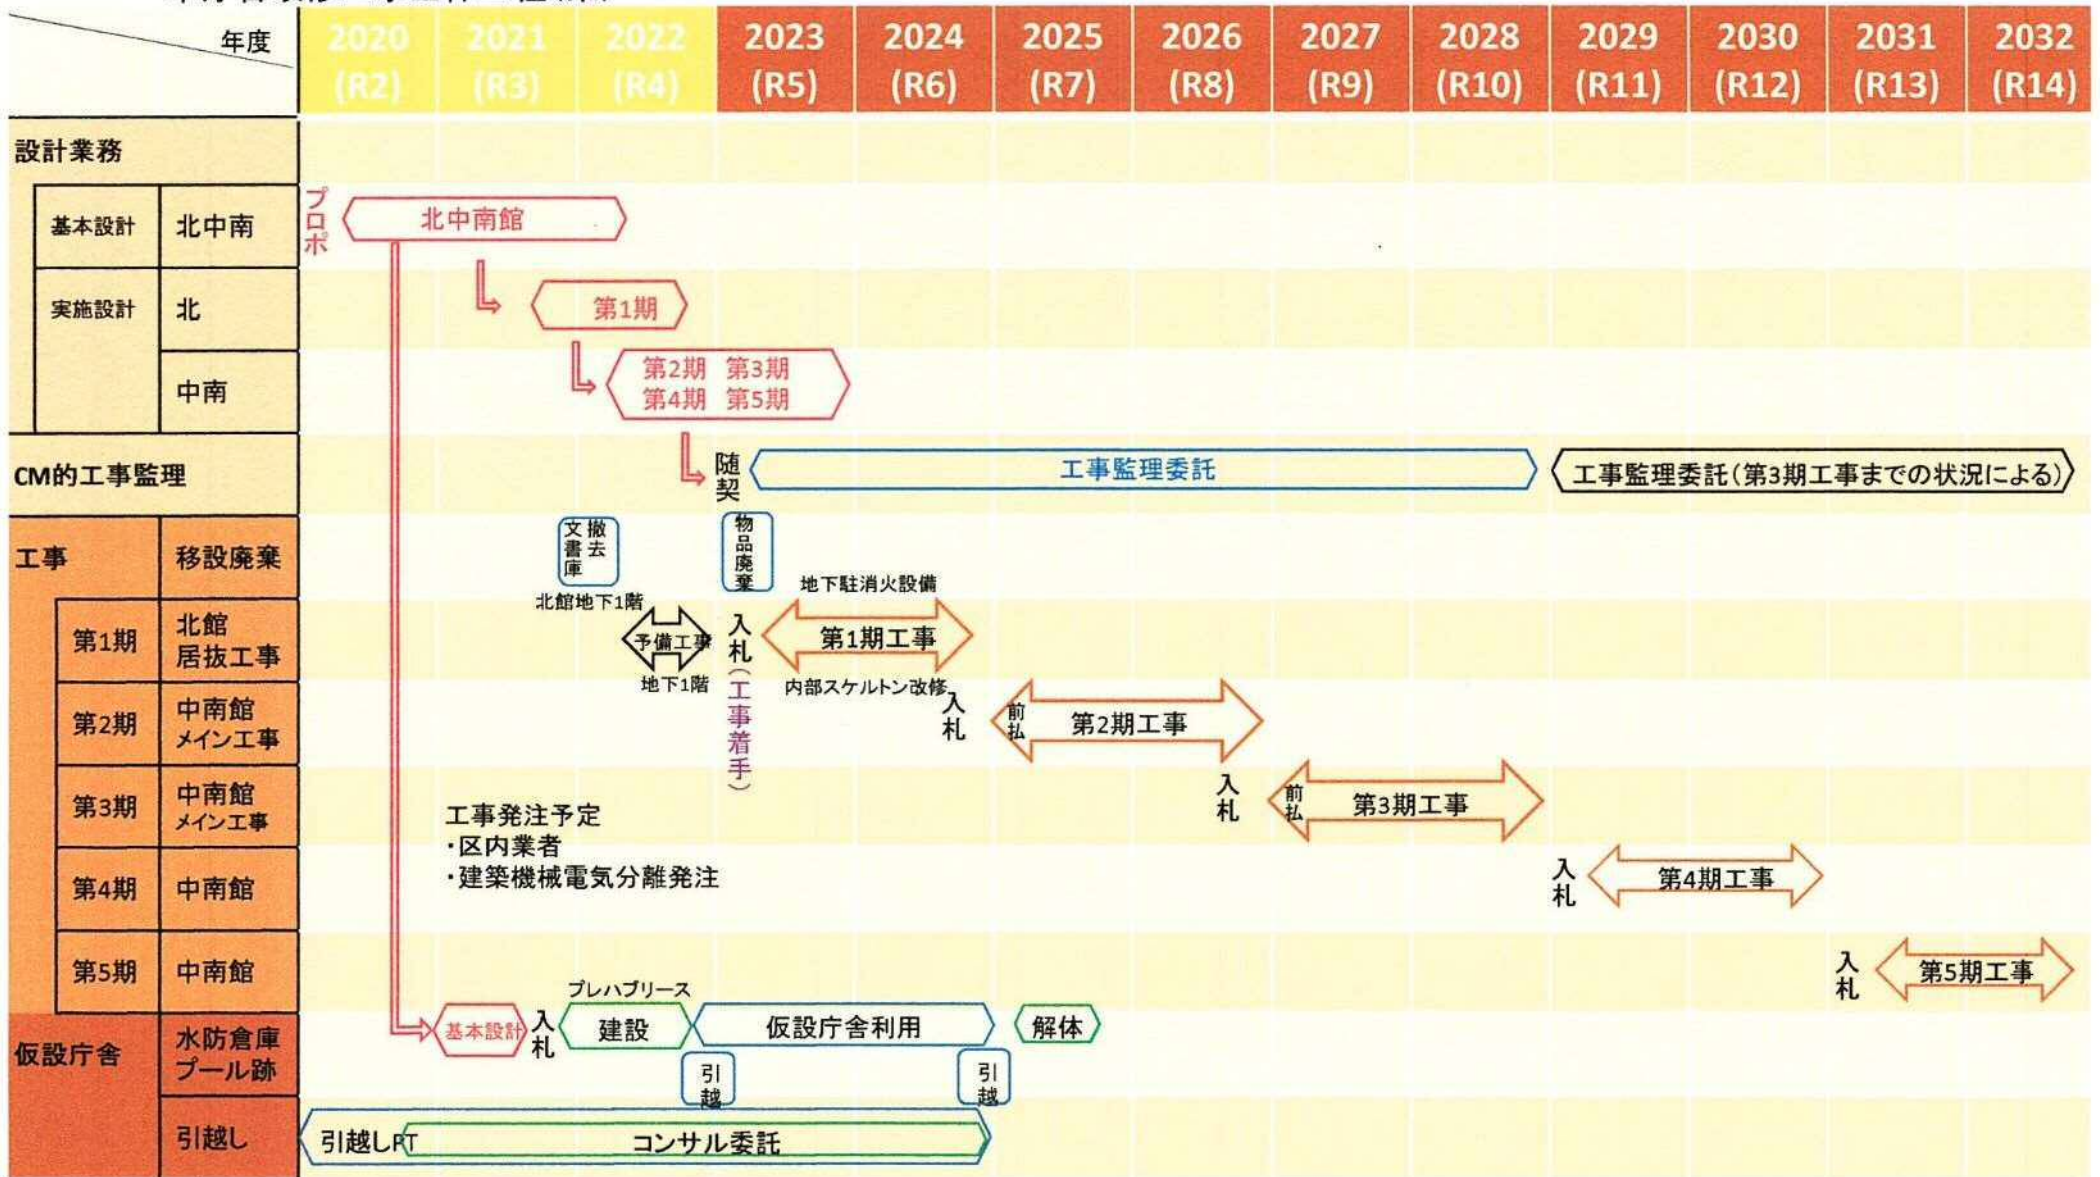 年度
2020 2021 2022 2023 2024 2025 2026 2027 2028 2029 2030 2031 2032
(R2) (R3) (R4) (R5) (R6) (R7) (R8) (R9) (R10) (R11) (R12) (R13) (R14)
設計業務
基本設計 北中南
プロポ
北中南館
実施設計 北
第1期
中南
第2期 第3期
第4期 第5期
CM的工事監理
随契
工事監理委託
工事監理委託(第3期工事までの状況による)
工事 移設廃棄
文書庫
撤去
北館地下1階
物品廃棄
第1期
北館
居抜工事
予備工事
地下1階
入札(工事着手)
地下駐消火設備
第1期工事
内部スケルトン改修
第2期
中南館
メイン工事
入札
前払
第2期工事
第3期
中南館
メイン工事
入札
前払
第3期工事
工事発注予定
・区内業者
・建築機械電気分離発注
第4期 中南館
入札
第4期工事
第5期 中南館
入札
第5期工事
仮設庁舎
水防倉庫
プール跡
基本設計
入札
プレハブリース
建設
仮設庁舎利用
解体
引越
引越
引越し
引越しPT
コンサル委託